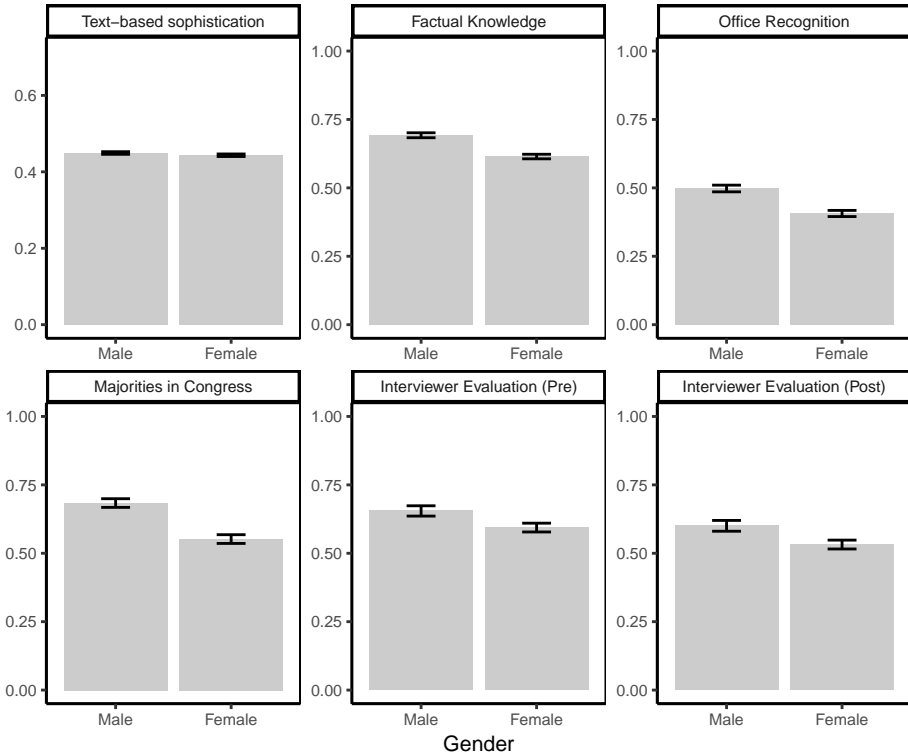 Text−based sophistication
Factual Knowledge
Office Recognition
0.6
0.4
0.2
0.0
1.00
0.75
0.50
0.25
0.00
1.00
0.75
0.50
0.25
0.00
Male Female
Male Female
Male Female
Majorities in Congress
Interviewer Evaluation (Pre)
Interviewer Evaluation (Post)
1.00
0.75
0.50
0.25
0.00
1.00
0.75
0.50
0.25
0.00
1.00
0.75
0.50
0.25
0.00
Male Female
Male Female
Male Female
Gender